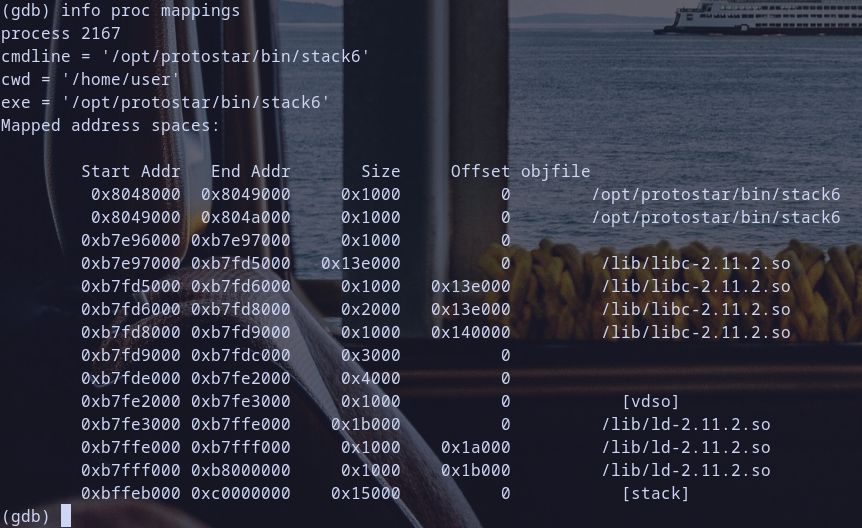 (gdb) info proc mappings
process 2167
cmdline = '/opt/protostar/bin/stack6'
cwd = '/home/user'
exe = '/opt/protostar/bin/stack6'
Mapped address spaces:
Start Addr End Addr Size Offset objfile
0x8048000 0x8049000 0x1000 0 /opt/protostar/bin/stack6
0x8049000 0x804a000 0x1000 0 /opt/protostar/bin/stack6
0xb7e96000 0xb7e97000 0x1000 0
0xb7e97000 0xb7fd5000 0x13e000 0 /lib/libc-2.11.2.so
0xb7fd5000 0xb7fd6000 0x1000 0x13e000 /lib/libc-2.11.2.so
0xb7fd6000 0xb7fd8000 0x2000 0x13e000 /lib/libc-2.11.2.so
0xb7fd8000 0xb7fd9000 0x1000 0x140000 /lib/libc-2.11.2.so
0xb7fd9000 0xb7fdc000 0x3000 0
0xb7fde000 0xb7fe2000 0x4000 0
0xb7fe2000 0xb7fe3000 0x1000 0 [vdso]
0xb7fe3000 0xb7ffe000 0x1b000 0 /lib/ld-2.11.2.so
0xb7ffe000 0xb7fff000 0x1000 0x1a000 /lib/ld-2.11.2.so
0xb7fff000 0xb8000000 0x1000 0x1b000 /lib/ld-2.11.2.so
0xbffeb000 0xc0000000 0x15000 0 [stack]
(gdb)